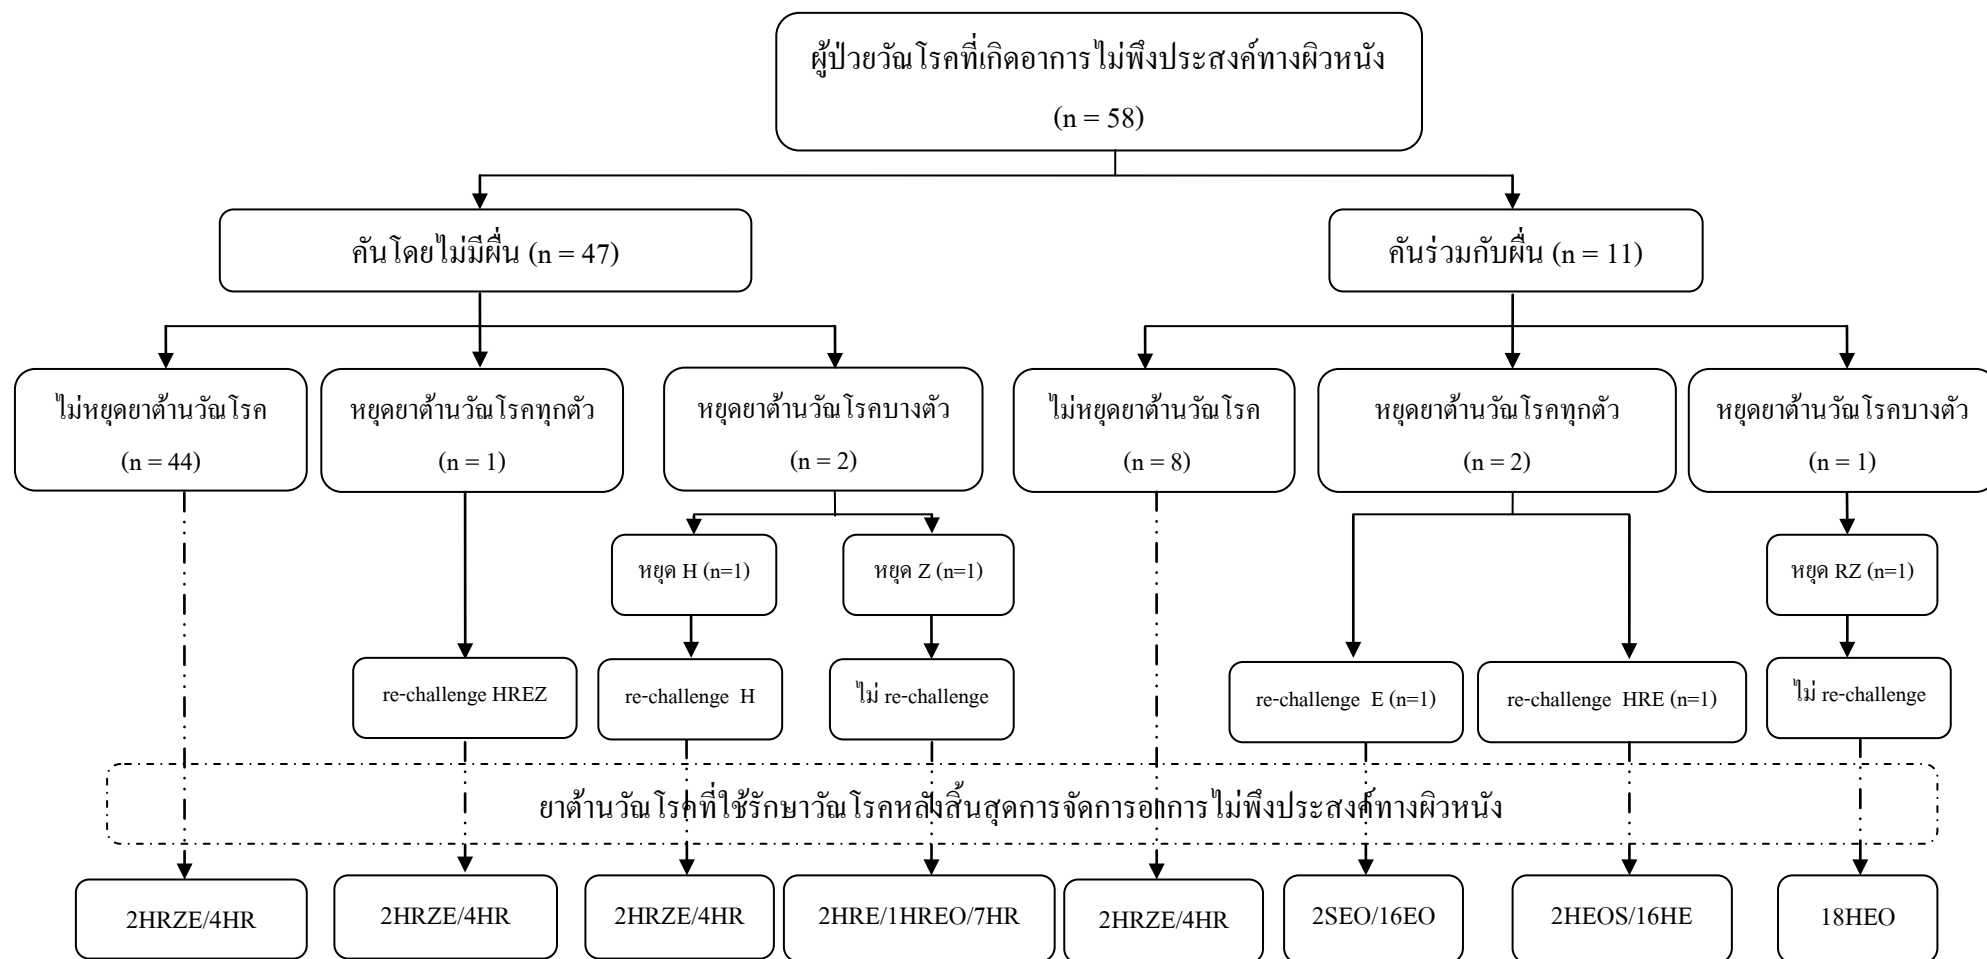 ผู้ป่วยวัณโรคที่เกิดอาการไม่พึงประสงค์ทางผิวหนัง
(n = 58)
คันโดยไม่มีผื่น (n = 47)
คันร่วมกับผื่น (n = 11)
ไม่หยุดยาต้านวัณโรค
(n = 44)
หยุดยาต้านวัณโรคทุกตัว
(n = 1)
หยุดยาต้านวัณโรคบางตัว
(n = 2)
ไม่หยุดยาต้านวัณโรค
(n = 8)
หยุดยาต้านวัณโรคทุกตัว
(n = 2)
หยุดยาต้านวัณโรคบางตัว
(n = 1)
หยุด H (n=1)
หยุด Z (n=1)
หยุด RZ (n=1)
re-challenge HREZ
re-challenge H
ไม่ re-challenge
re-challenge E (n=1)
re-challenge HRE (n=1)
ไม่ re-challenge
ยาต้านวัณโรคที่ใช้รักษาวัณโรคหลังสิ้นสุดการจัดการอาการไม่พึงประสงค์ทางผิวหนัง
2HRZE/4HR
2HRZE/4HR
2HRZE/4HR
2HRE/1HREO/7HR
2HRZE/4HR
2SEO/16EO
2HEOS/16HE
18HEO